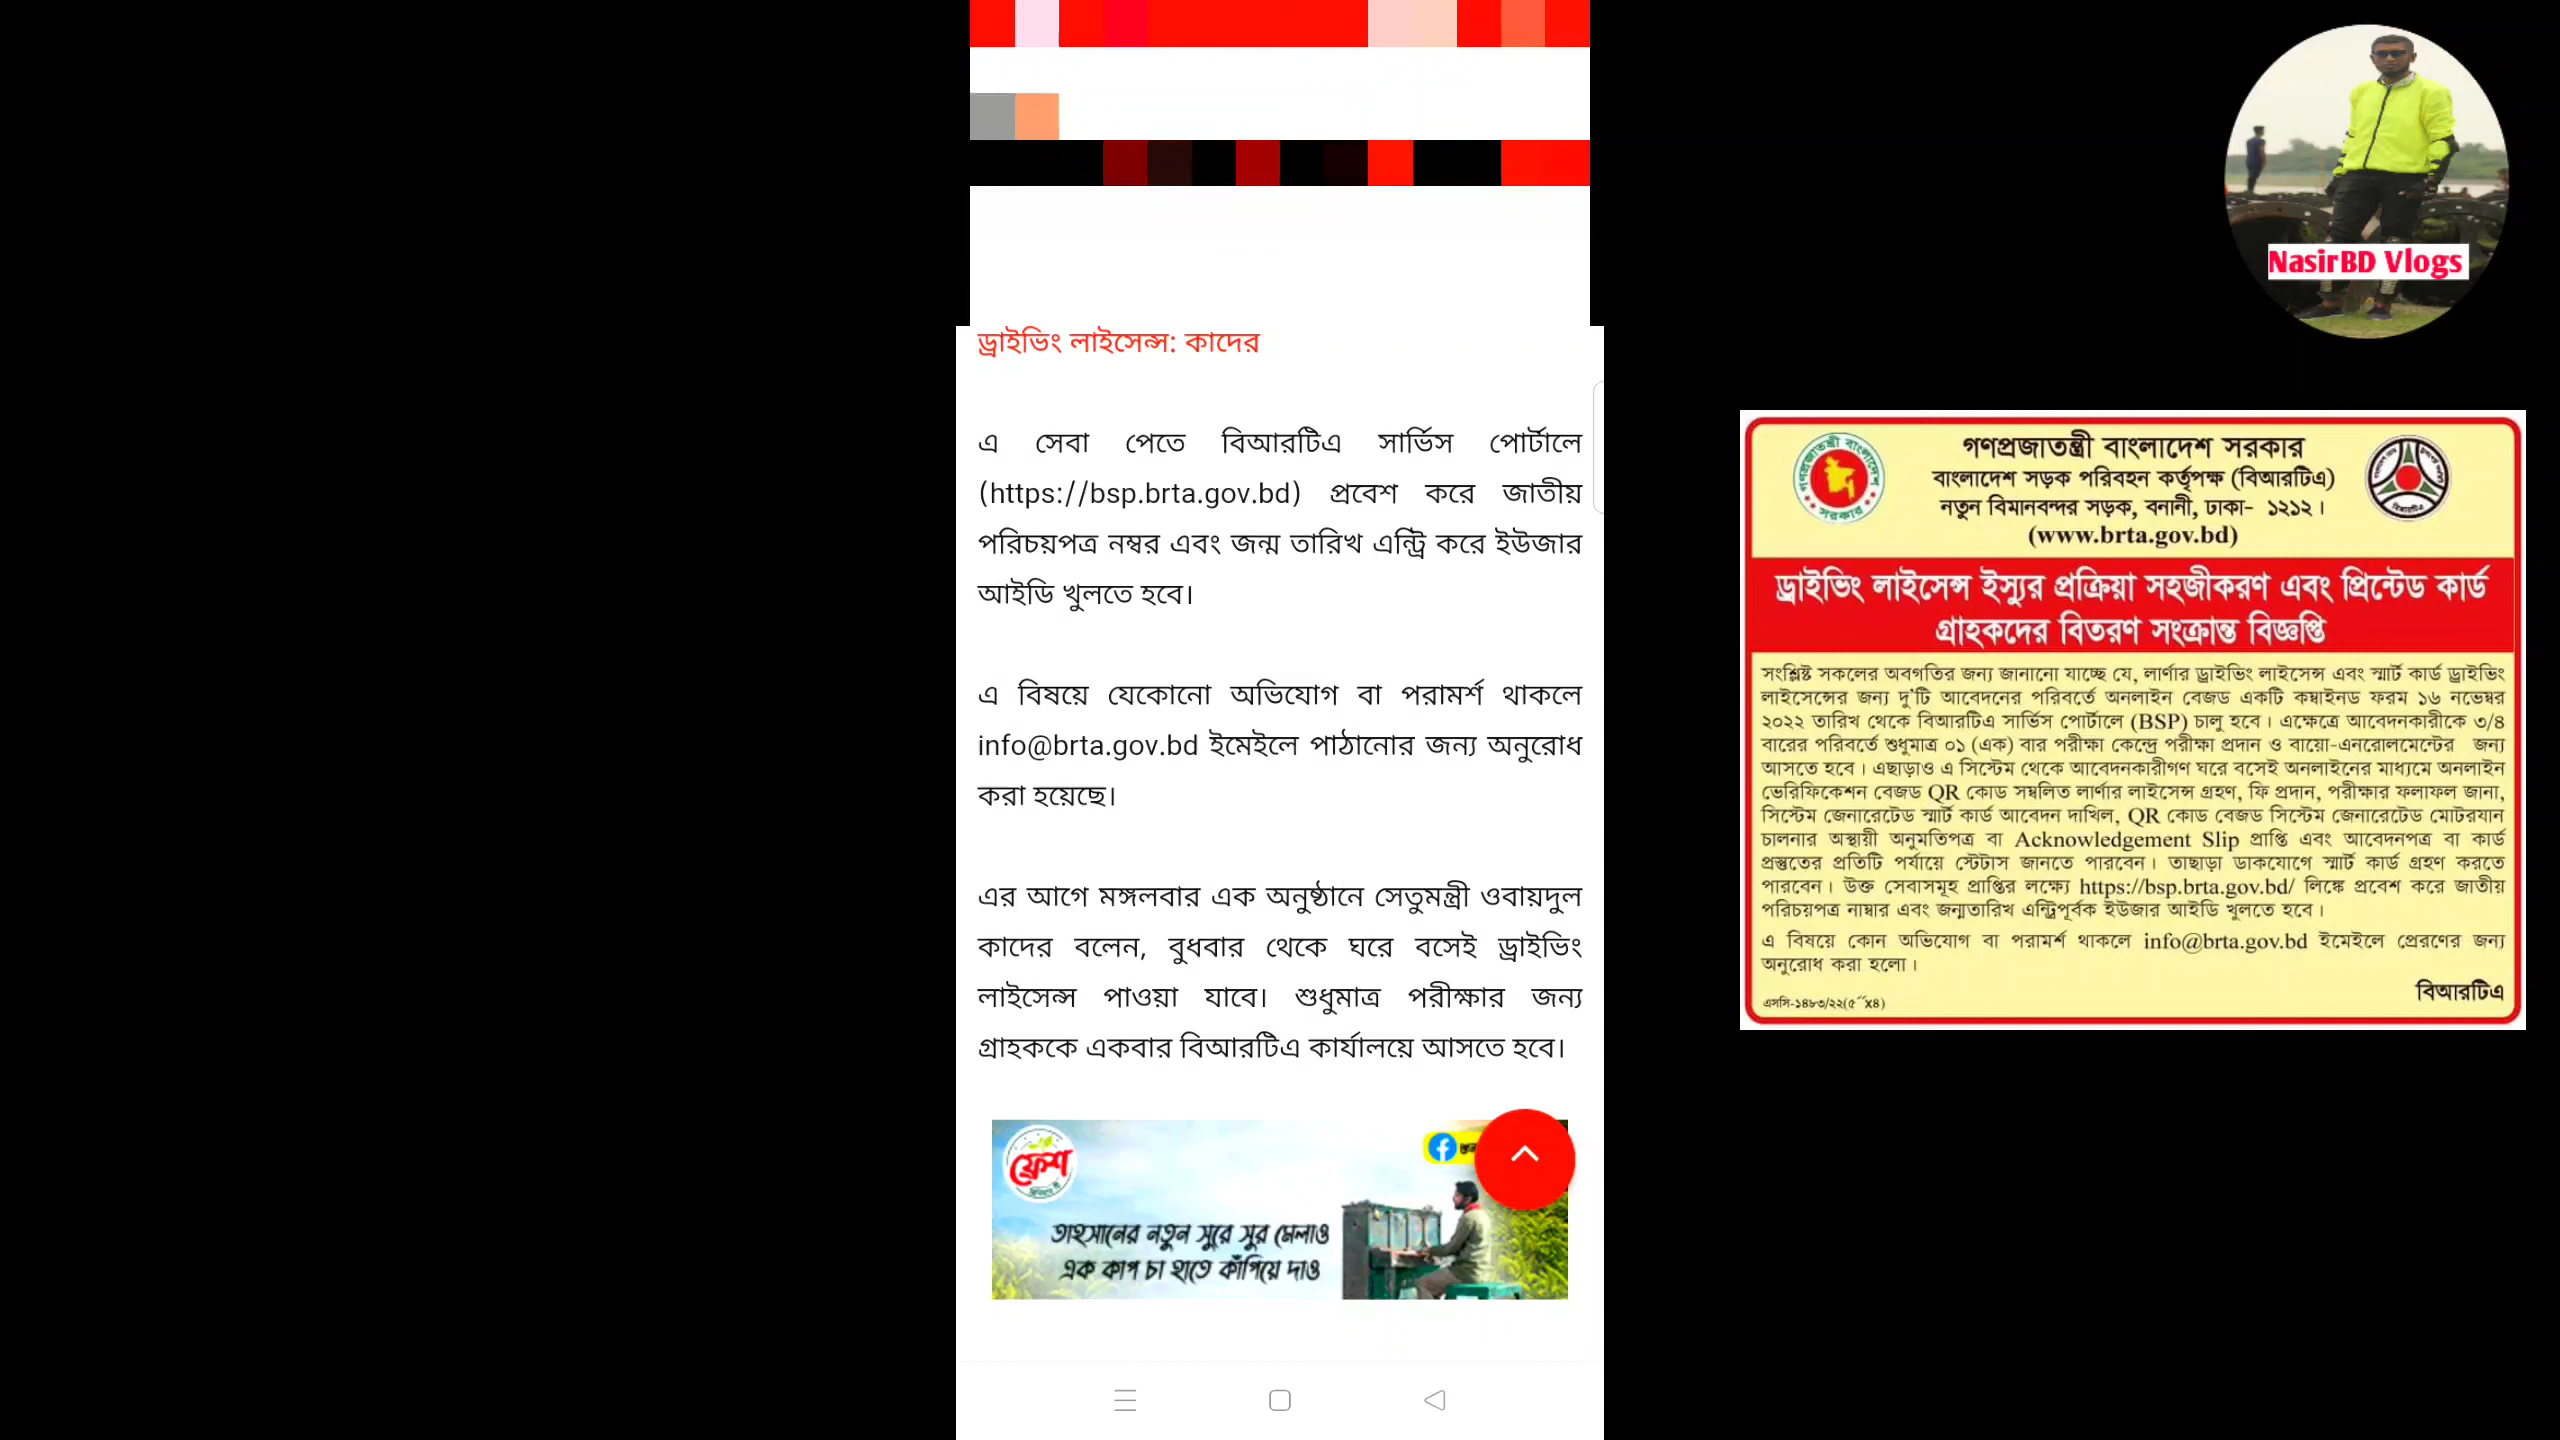 ড্রাইভিং লাইসেন্স: কাদের
এ সেবা পেতে বিআরটিএ সার্ভিস পোর্টালে
(https://bsp.brta.gov.bd) প্রবেশ করে জাতীয়
পরিচয়পত্র নম্বর এবং জন্ম তারিখ এন্ট্রি করে ইউজার
আইডি খুলতে হবে।
এ বিষয়ে যেকোনো অভিযোগ বা পরামর্শ থাকলে
info@brta.gov.bd ইমেইলে পাঠানোর জন্য অনুরোধ
করা হয়েছে।
এর আগে মঙ্গলবার এক অনুষ্ঠানে সেতুমন্ত্রী ওবায়দুল
কাদের বলেন, বুধবার থেকে ঘরে বসেই ড্রাইভিং
লাইসেন্স পাওয়া যাবে। শুধুমাত্র পরীক্ষার জন্য
গ্রাহককে একবার বিআরটিএ কার্যালয়ে আসতে হবে।
ফ্রেশ
তাহসানের নতুন সুরে সুর মেলাও
এক কাপ চা হাতে কাঁপিয়ে দাও
NasirBD Vlogs
গণপ্রজাতন্ত্রী বাংলাদেশ সরকার
বাংলাদেশ সড়ক পরিবহন কর্তৃপক্ষ (বিআরটিএ)
নতুন বিমানবন্দর সড়ক, বনানী, ঢাকা- ১২১২।
(www.brta.gov.bd)
ড্রাইভিং লাইসেন্স ইস্যুর প্রক্রিয়া সহজীকরণ এবং প্রিন্টেড কার্ড
গ্রাহকদের বিতরণ সংক্রান্ত বিজ্ঞপ্তি
সংশ্লিষ্ট সকলের অবগতির জন্য জানানো যাচ্ছে যে, লার্ণার ড্রাইভিং লাইসেন্স এবং স্মার্ট কার্ড ড্রাইভিং
লাইসেন্সের জন্য দু'টি আবেদনের পরিবর্তে অনলাইন বেজড একটি কম্বাইনড ফরম ১৬ নভেম্বর
২০২২ তারিখ থেকে বিআরটিএ সার্ভিস পোর্টালে (BSP) চালু হবে। এক্ষেত্রে আবেদনকারীকে ৩/৪
বারের পরিবর্তে শুধুমাত্র ০১ (এক) বার পরীক্ষা কেন্দ্রে পরীক্ষা প্রদান ও বায়ো-এনরোলমেন্টের জন্য
আসতে হবে। এছাড়াও এ সিস্টেম থেকে আবেদনকারীগণ ঘরে বসেই অনলাইনের মাধ্যমে অনলাইন
ভেরিফিকেশন বেজড QR কোড সম্বলিত লার্ণার লাইসেন্স গ্রহণ, ফি প্রদান, পরীক্ষার ফলাফল জানা,
সিস্টেম জেনারেটেড স্মার্ট কার্ড আবেদন দাখিল, QR কোড বেজড সিস্টেম জেনারেটেড মোটরযান
চালনার অস্থায়ী অনুমতিপত্র বা Acknowledgement Slip প্রাপ্তি এবং আবেদনপত্র বা কার্ড
প্রস্তুতের প্রতিটি পর্যায়ে স্টেটাস জানতে পারবেন। তাছাড়া ডাকযোগে স্মার্ট কার্ড গ্রহণ করতে
পারবেন। উক্ত সেবাসমূহ প্রাপ্তির লক্ষ্যে https://bsp.brta.gov.bd/ লিঙ্কে প্রবেশ করে জাতীয়
পরিচয়পত্র নাম্বার এবং জন্মতারিখ এন্ট্রিপূর্বক ইউজার আইডি খুলতে হবে।
এ বিষয়ে কোন অভিযোগ বা পরামর্শ থাকলে info@brta.gov.bd ইমেইলে প্রেরণের জন্য
অনুরোধ করা হলো।
বিআরটিএ
এসসি-১৪৮৩/২২(৫˝x৪)